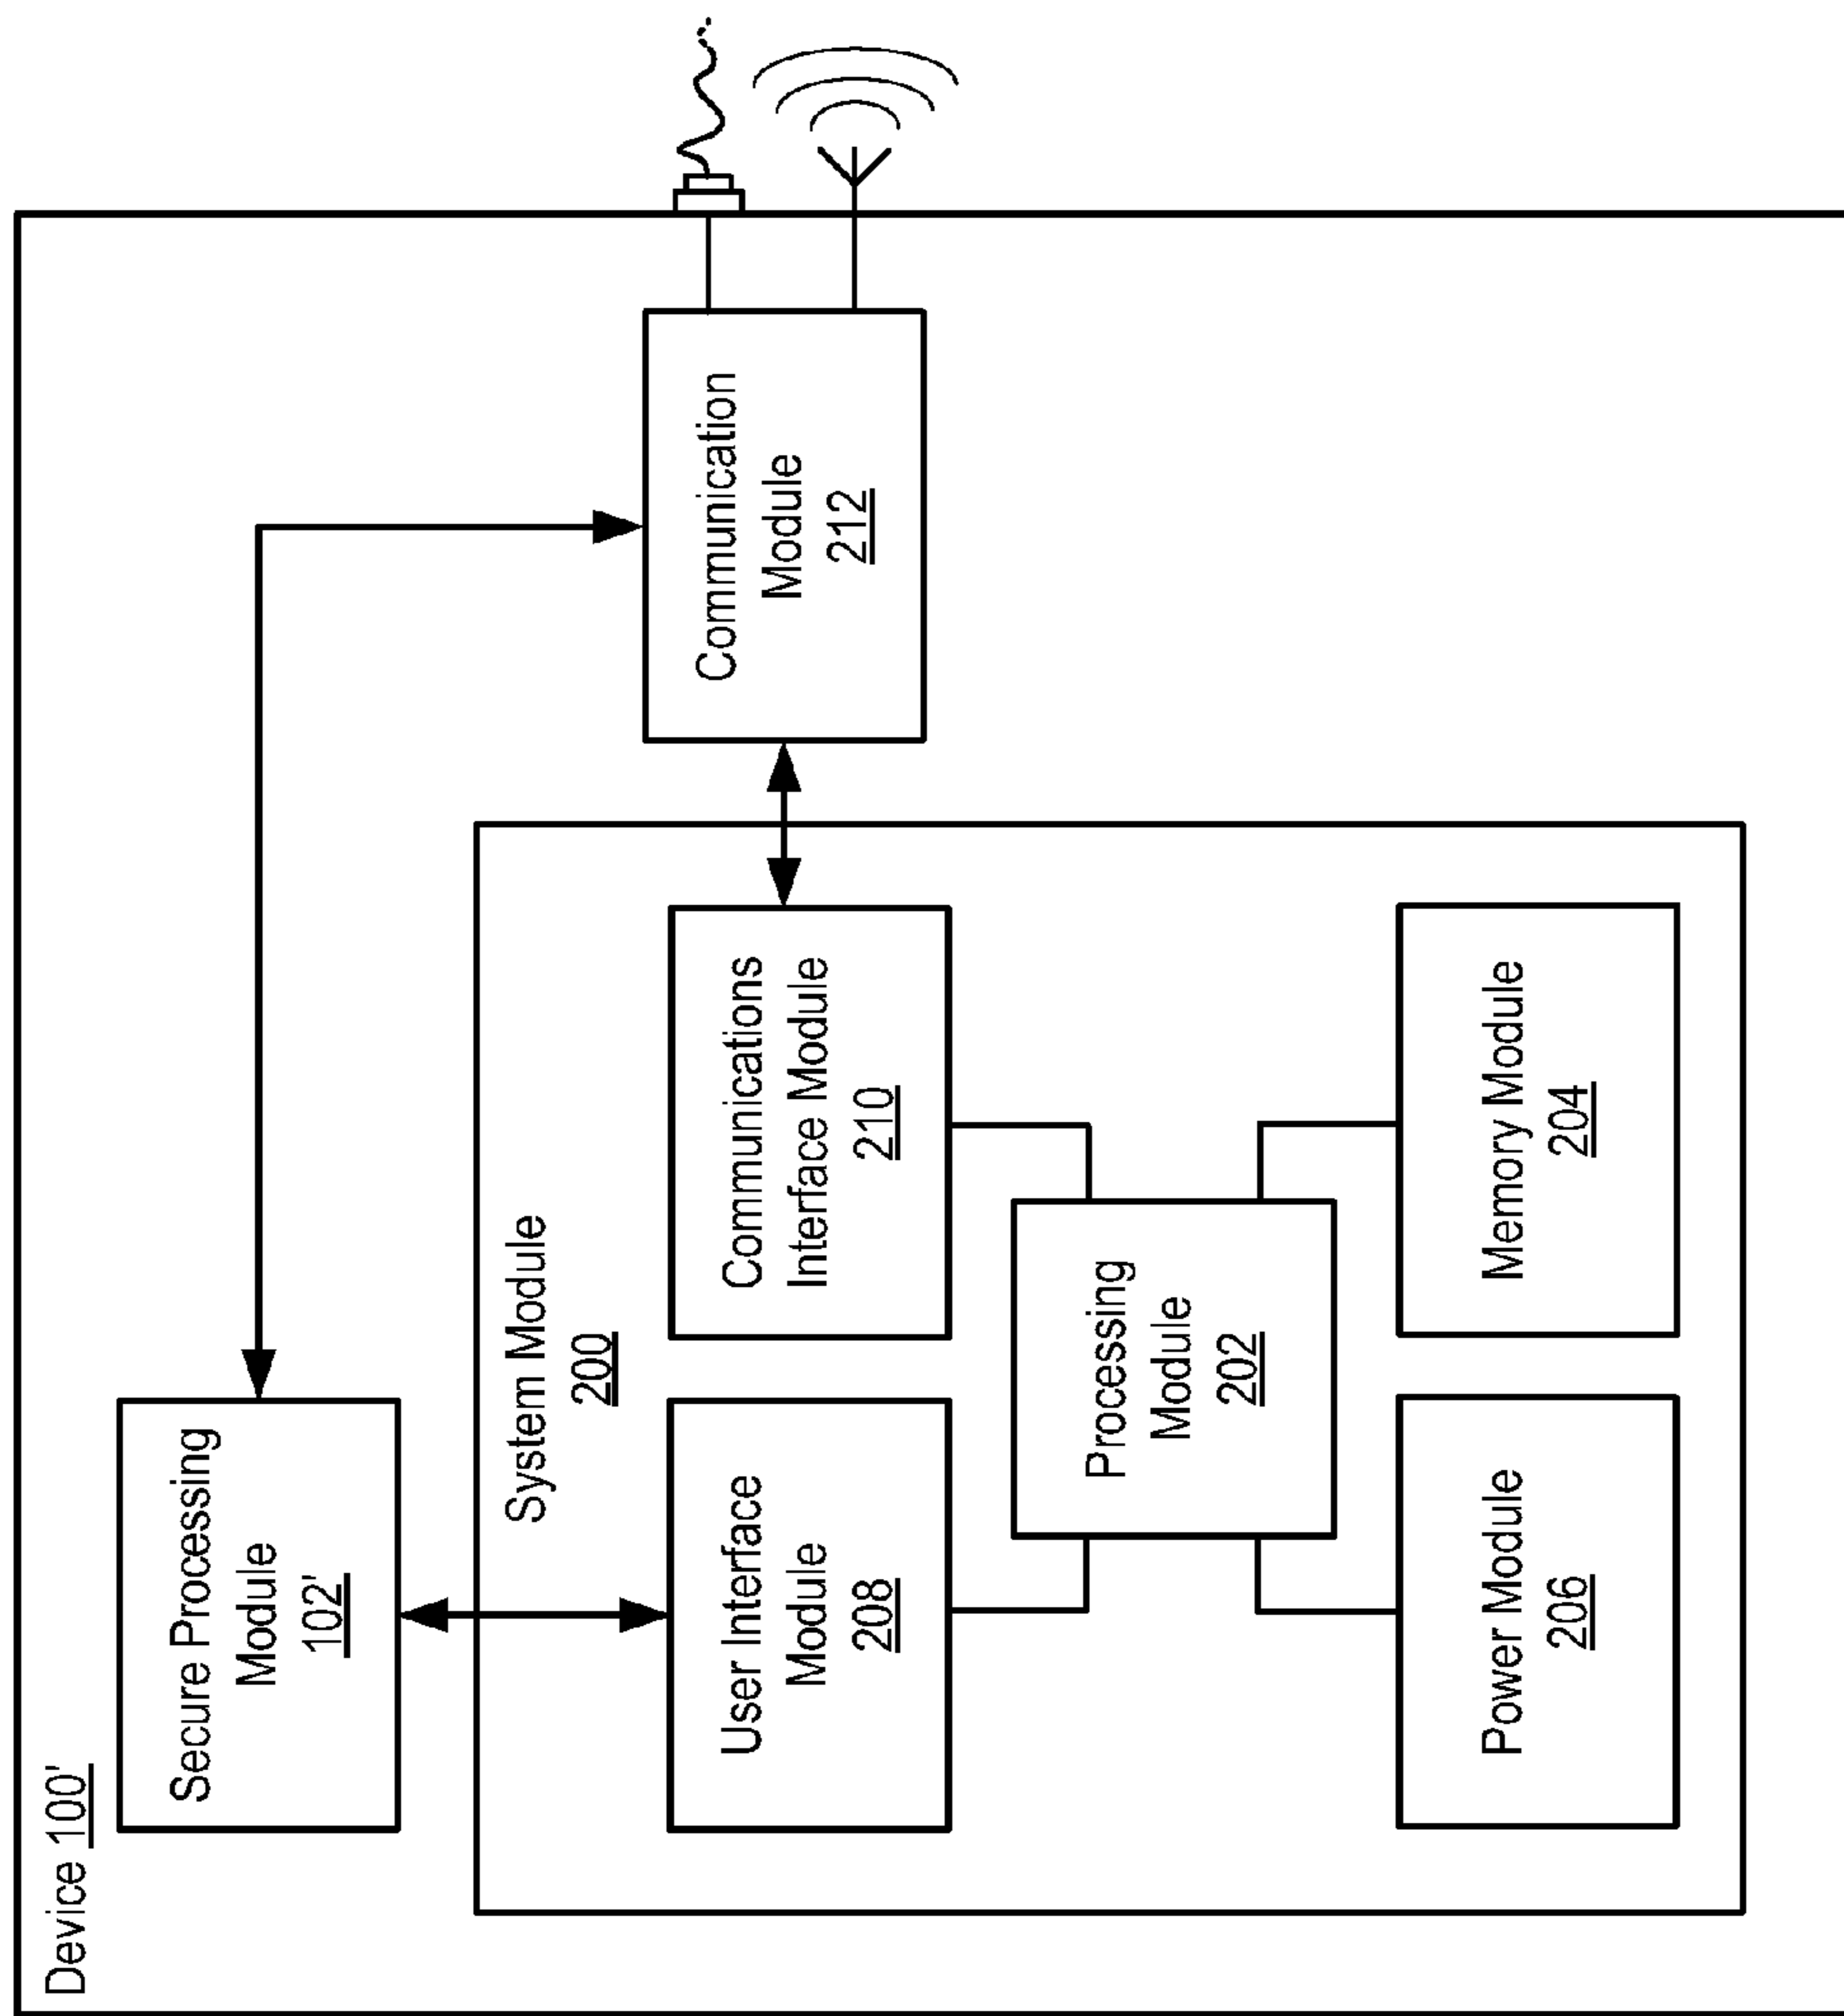 Device 100'
Secure Processing
Module
102'
System Module
200
User Interface
Module
208
Communications
Interface Module
210
Communication
Module
212
Processing
Module
202
Power Module
206
Memory Module
204